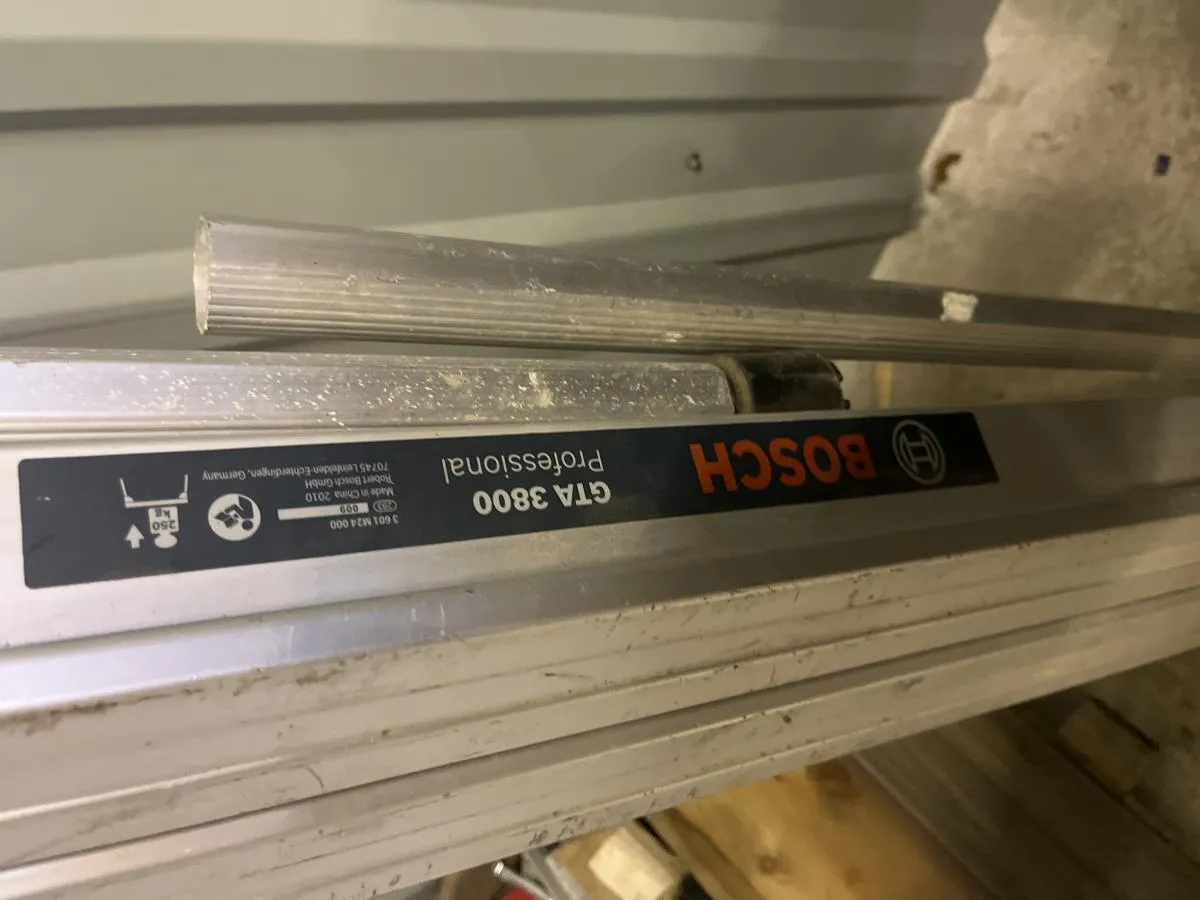 BOSCH
GTA 3800
Professional
3 601 M24 000
203 009
Made in China 2010
Robert Bosch GmbH
70745 Leinfelden-Echterdingen, Germany
250
kg